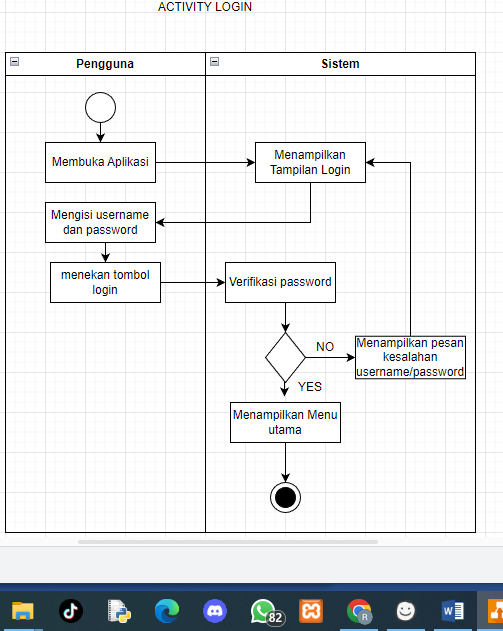 ACTIVITY LOGIN
Pengguna
Sistem
Membuka Aplikasi
Menampilkan
Tampilan Login
Mengisi username
dan password
menekan tombol
login
Verifikasi password
NO
Menampilkan pesan
kesalahan
username/password
YES
Menampilkan Menu
utama
82
R
W